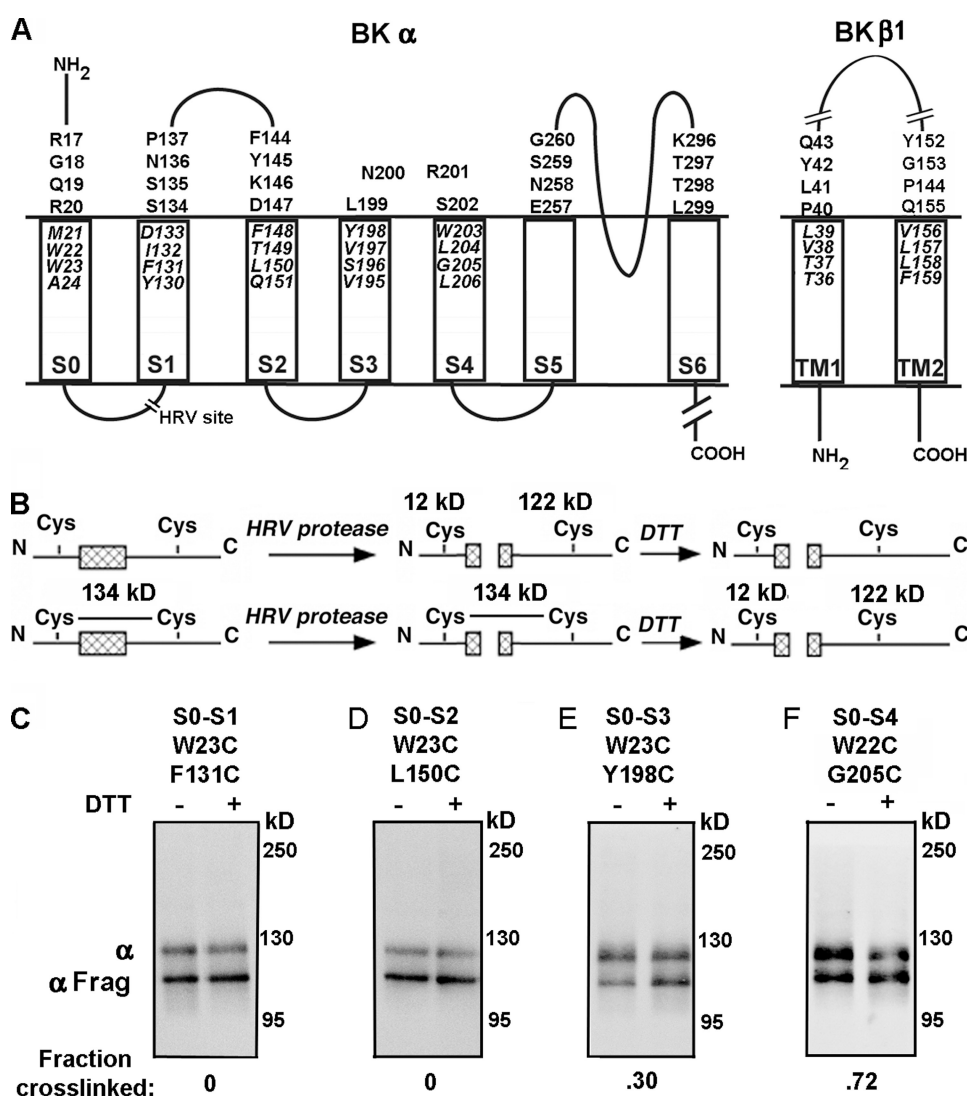 A
BK α
BK β1
NH2
R17 P137 F144 G260 K296 Q43 Y152
G18 N136 Y145 N200 R201 S259 T297 Y42 G153
Q19 S135 K146 N258 T298 L41 P144
R20 S134 D147 L199 S202 E257 L299 P40 Q155
M21 D133 F148 Y198 W203 L39 V156
W22 I132 T149 V197 L204 V38 L157
W23 F131 L150 S196 G205 T37 L158
A24 Y130 Q151 V195 L206 T36 F159
S0 S1 S2 S3 S4 S5 S6 TM1 TM2
HRV site
COOH NH2 COOH
B
12 kD 122 kD
N Cys Cys C HRV protease N Cys Cys C DTT N Cys Cys C
134 kD 134 kD 12 kD 122 kD
N Cys Cys C HRV protease N Cys Cys C DTT N Cys Cys C
C S0-S1 D S0-S2 E S0-S3 F S0-S4
W23C W23C W23C W22C
F131C L150C Y198C G205C
DTT - + - + - + - +
kD kD kD kD
250 250 250 250
α 130 130 130 130
α Frag
95 95 95 95
Fraction
crosslinked: 0 0 .30 .72